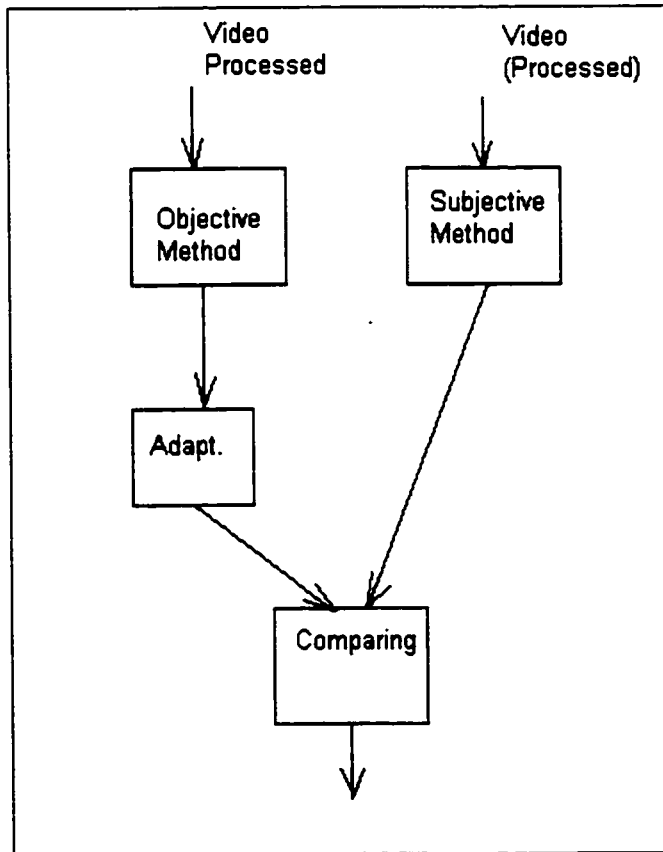 Video
Processed
Video
(Processed)
Objective
Method
Subjective
Method
Adapt.
Comparing